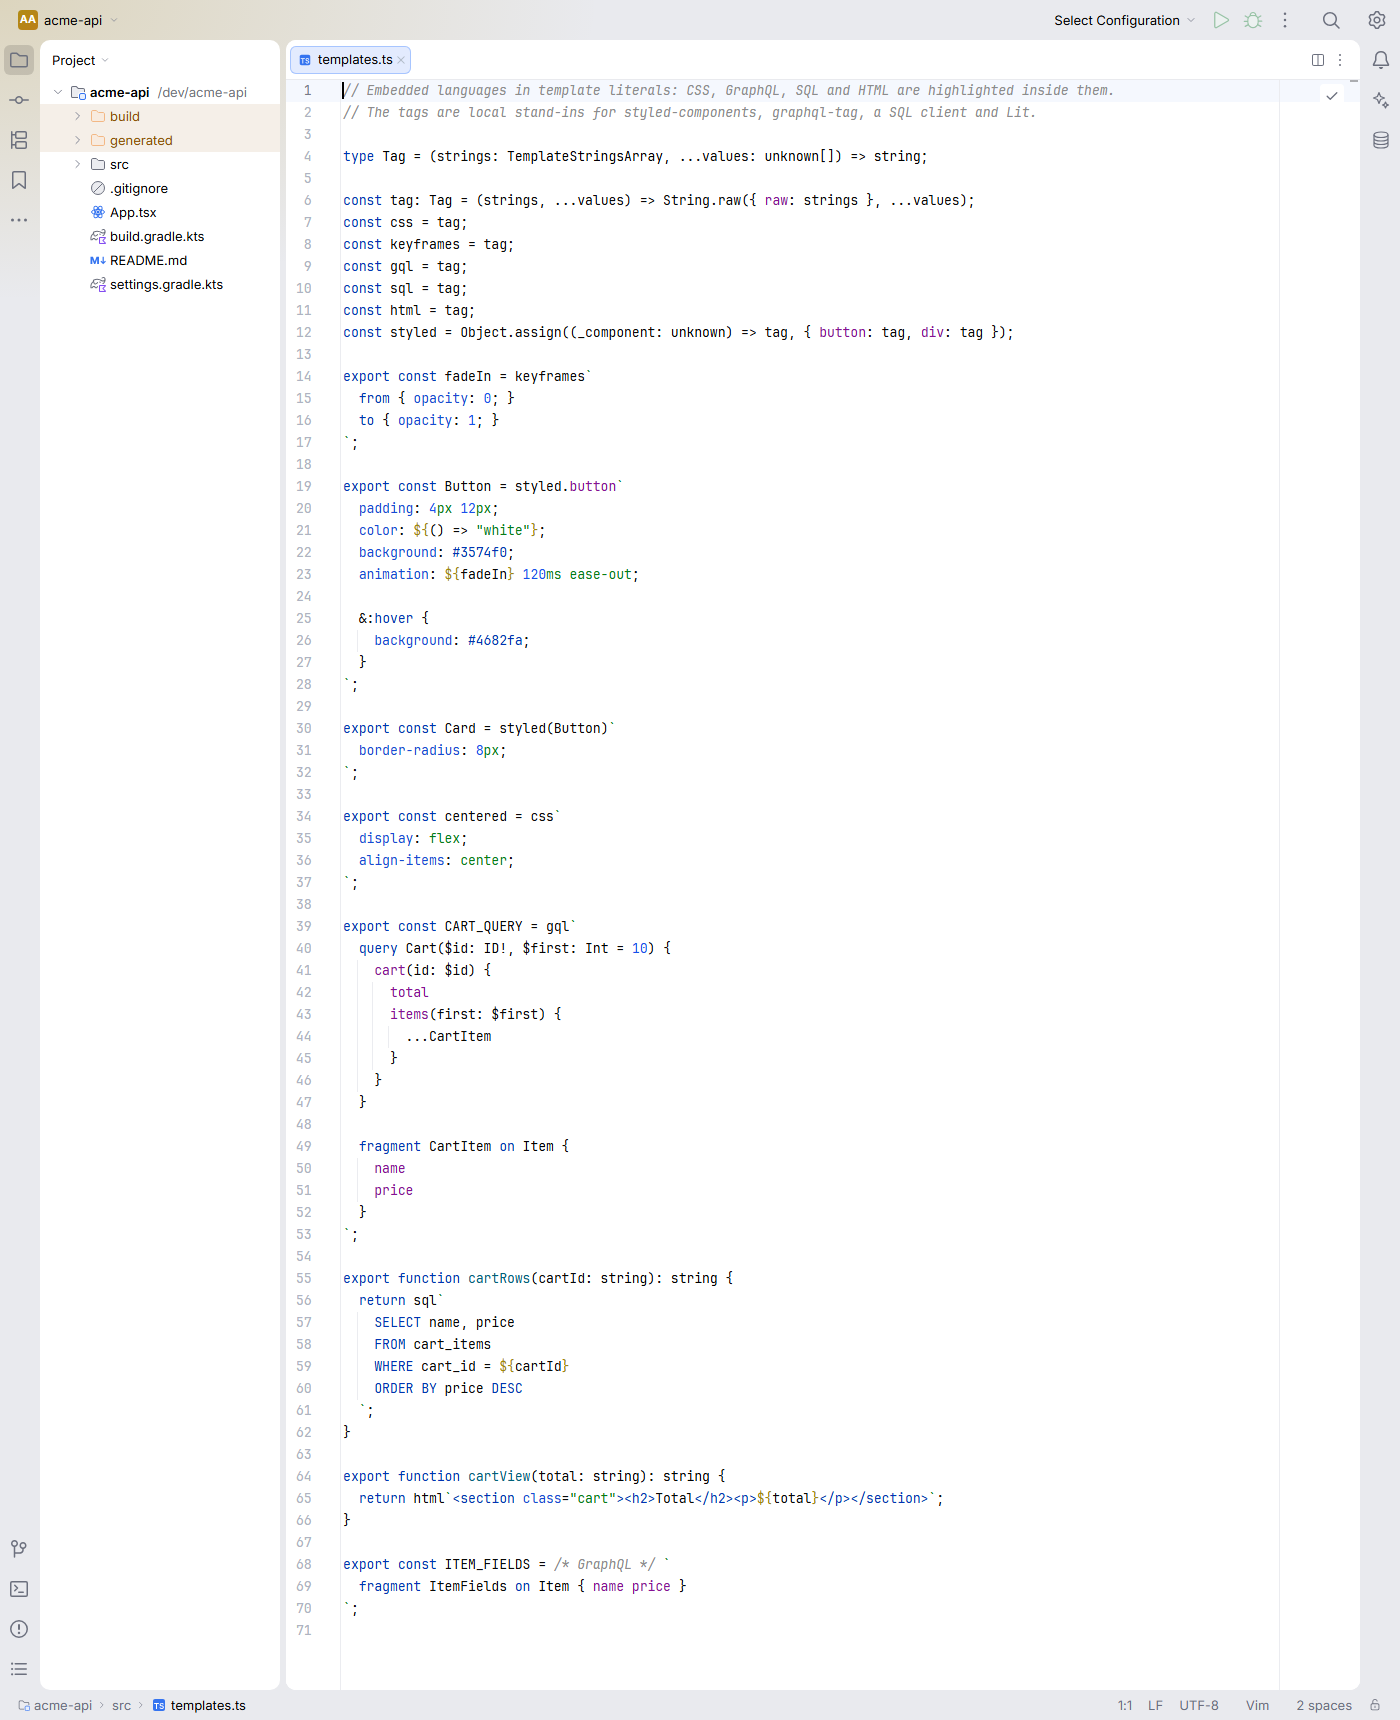 AA acme-api
Select Configuration
Project
acme-api /dev/acme-api
build
generated
src
.gitignore
App.tsx
build.gradle.kts
M↓ README.md
settings.gradle.kts
TS templates.ts
1 // Embedded languages in template literals: CSS, GraphQL, SQL and HTML are highlighted inside them.
2 // The tags are local stand-ins for styled-components, graphql-tag, a SQL client and Lit.
3
4 type Tag = (strings: TemplateStringsArray, ...values: unknown[]) => string;
5
6 const tag: Tag = (strings, ...values) => String.raw({ raw: strings }, ...values);
7 const css = tag;
8 const keyframes = tag;
9 const gql = tag;
10 const sql = tag;
11 const html = tag;
12 const styled = Object.assign((_component: unknown) => tag, { button: tag, div: tag });
13
14 export const fadeIn = keyframes`
15   from { opacity: 0; }
16   to { opacity: 1; }
17 `;
18
19 export const Button = styled.button`
20   padding: 4px 12px;
21   color: ${() => "white"};
22   background: #3574f0;
23   animation: ${fadeIn} 120ms ease-out;
24
25   &:hover {
26     background: #4682fa;
27   }
28 `;
29
30 export const Card = styled(Button)`
31   border-radius: 8px;
32 `;
33
34 export const centered = css`
35   display: flex;
36   align-items: center;
37 `;
38
39 export const CART_QUERY = gql`
40   query Cart($id: ID!, $first: Int = 10) {
41     cart(id: $id) {
42       total
43       items(first: $first) {
44         ...CartItem
45       }
46     }
47   }
48
49   fragment CartItem on Item {
50     name
51     price
52   }
53 `;
54
55 export function cartRows(cartId: string): string {
56   return sql`
57     SELECT name, price
58     FROM cart_items
59     WHERE cart_id = ${cartId}
60     ORDER BY price DESC
61   `;
62 }
63
64 export function cartView(total: string): string {
65   return html`<section class="cart"><h2>Total</h2><p>${total}</p></section>`;
66 }
67
68 export const ITEM_FIELDS = /* GraphQL */ `
69   fragment ItemFields on Item { name price }
70 `;
71
acme-api src TS templates.ts
1:1 LF UTF-8 Vim 2 spaces